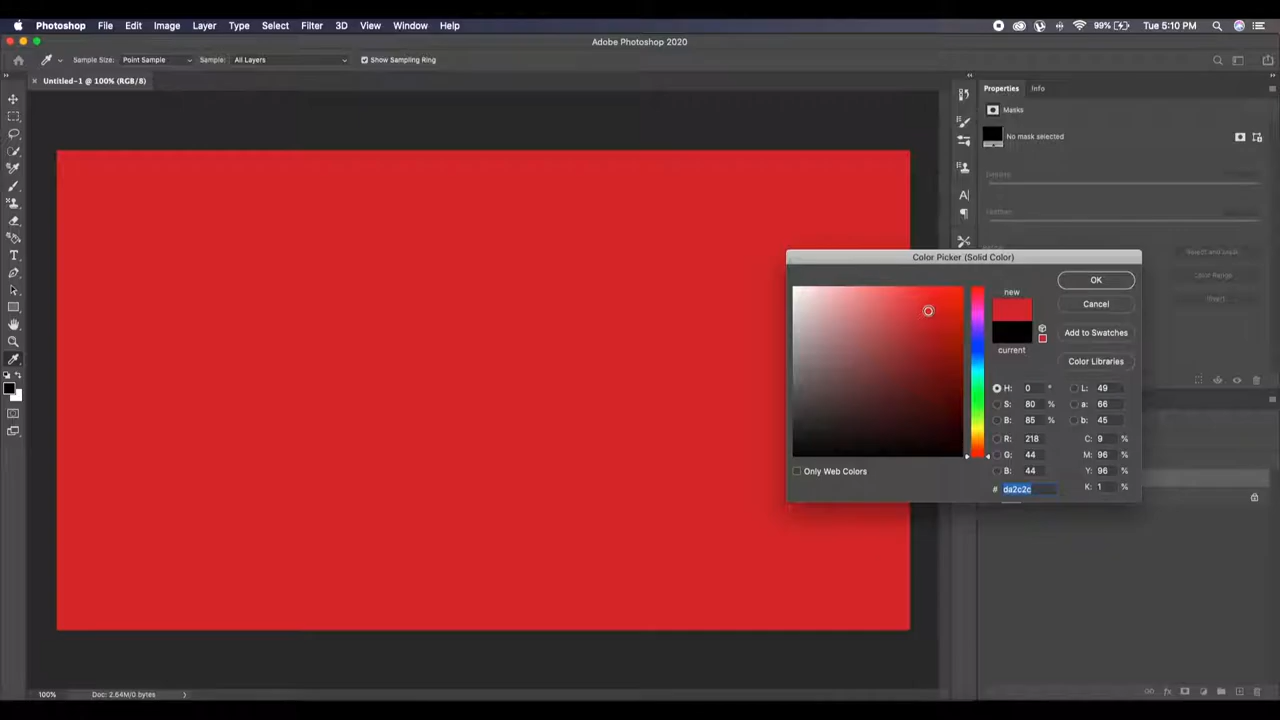 Photoshop File Edit Image Layer Type Select Filter 3D View Window Help 99% Tue 5:10 PM
Adobe Photoshop 2020
Sample Size: Point Sample Sample: All Layers Show Sampling Ring
Untitled-1 @ 100% (RGB/8)
Properties Info
Masks
No mask selected
Color Picker (Solid Color)
new
current
OK
Cancel
Add to Swatches
Color Libraries
H: 0 °
S: 80 %
B: 85 %
R: 218
G: 44
B: 44
# da2c2c
L: 49
a: 66
b: 45
C: 9 %
M: 96 %
Y: 96 %
K: 1 %
Only Web Colors
100% Doc: 2.64M/0 bytes